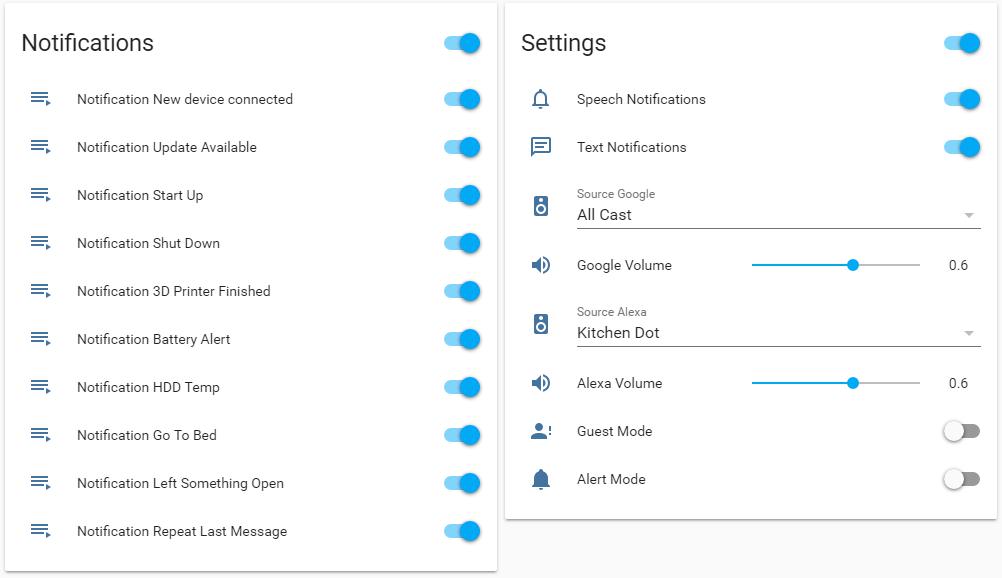 Notifications
Notification New device connected
Notification Update Available
Notification Start Up
Notification Shut Down
Notification 3D Printer Finished
Notification Battery Alert
Notification HDD Temp
Notification Go To Bed
Notification Left Something Open
Notification Repeat Last Message
Settings
Speech Notifications
Text Notifications
Source Google
All Cast
Google Volume 0.6
Source Alexa
Kitchen Dot
Alexa Volume 0.6
Guest Mode
Alert Mode